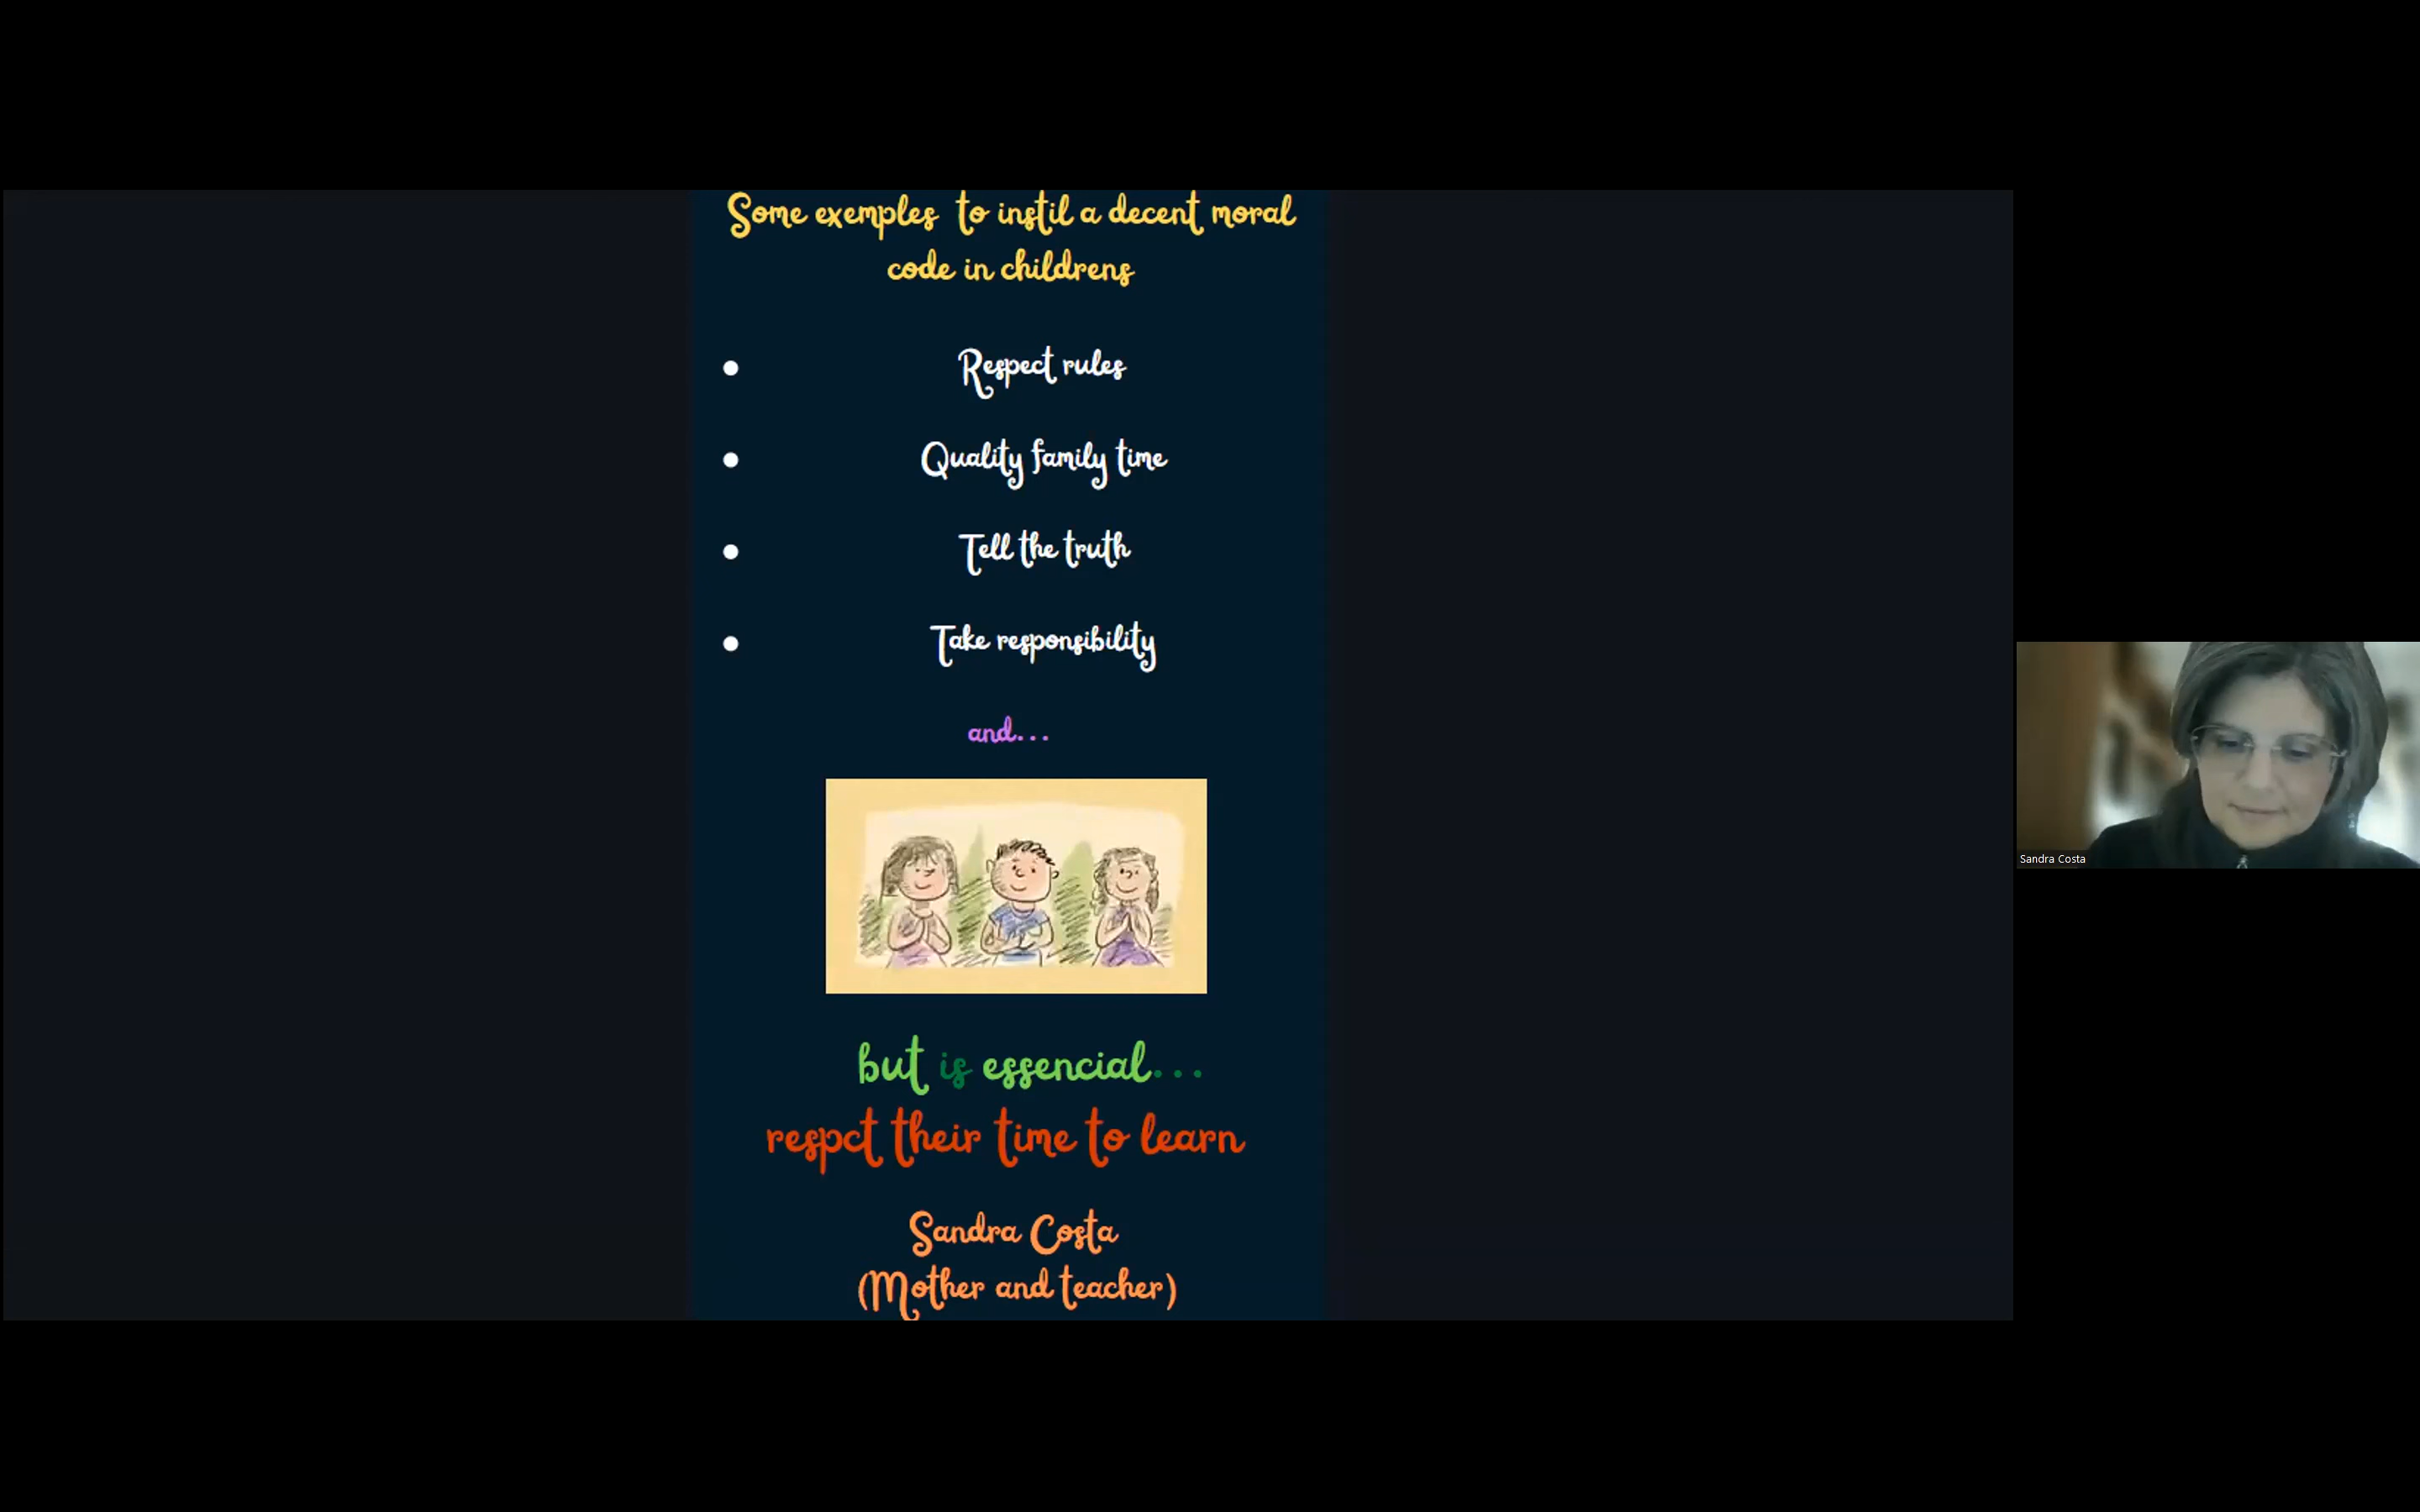 Some exemples to instil a decent moral
code in childrens
• Respect rules
• Quality family time
• Tell the truth
• Take responsibility
and...
but is essencial...
respct their time to learn
Sandra Costa
(Mother and teacher)
Sandra Costa